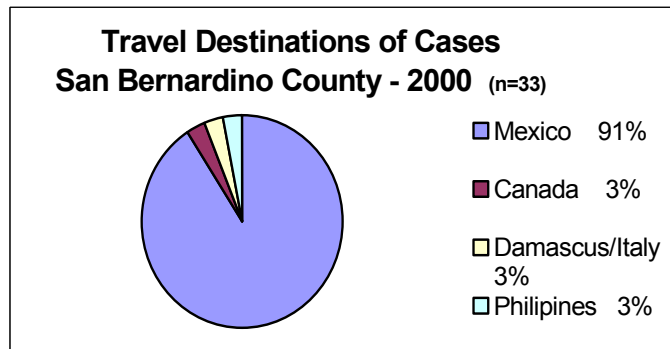 Travel Destinations of Cases
San Bernardino County - 2000 (n=33)
Mexico 91%
Canada 3%
Damascus/Italy
3%
Philipines 3%